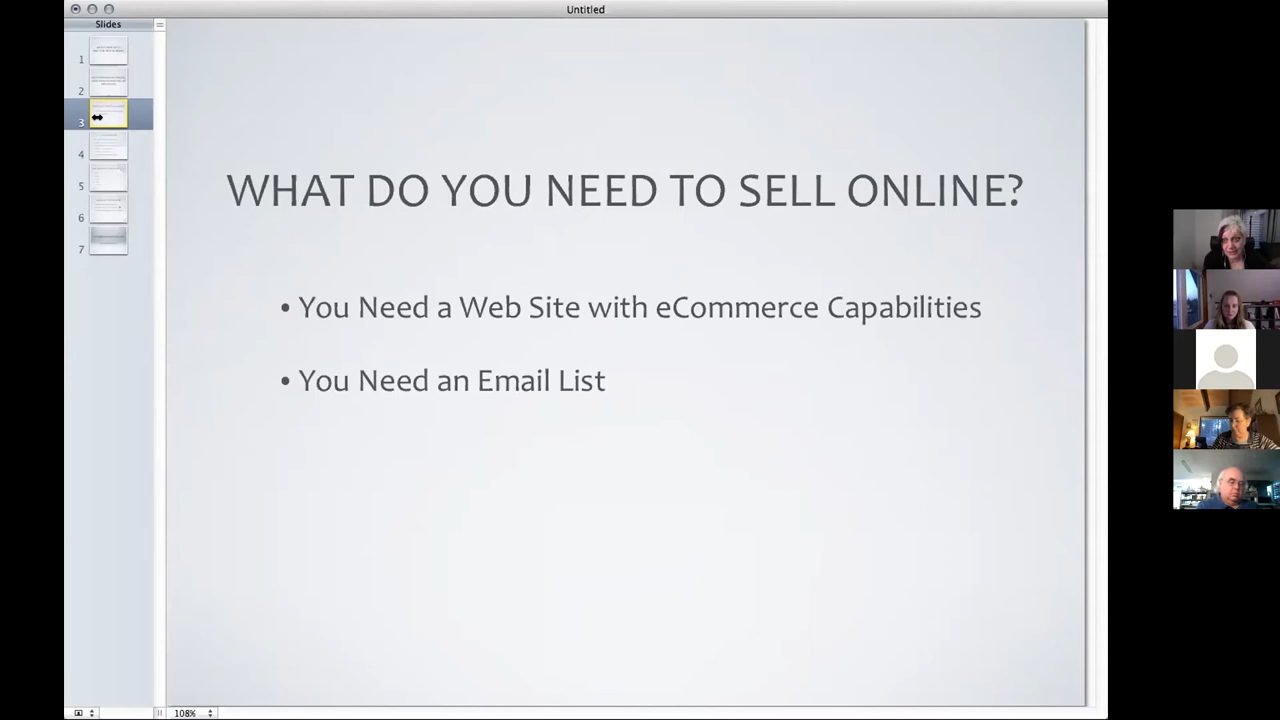 Untitled
Slides
1
2
3
4
5
6
7
WHAT DO YOU NEED TO SELL ONLINE?
• You Need a Web Site with eCommerce Capabilities
• You Need an Email List
108%